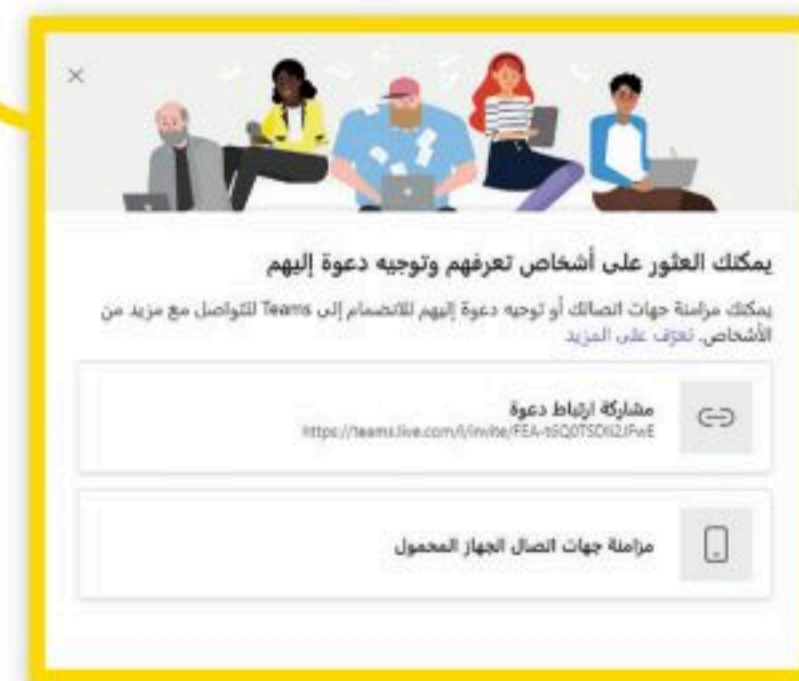 يمكنك العثور على أشخاص تعرفهم وتوجيه دعوة إليهم
يمكنك مزامنة جهات اتصالك أو توجيه دعوة إليهم للانضمام إلى Teams للتواصل مع مزيد من
الأشخاص. تعرّف على المزيد
مشاركة ارتباط دعوة
https://teams.live.com/l/invite/
مزامنة جهات اتصال الجهاز المحمول